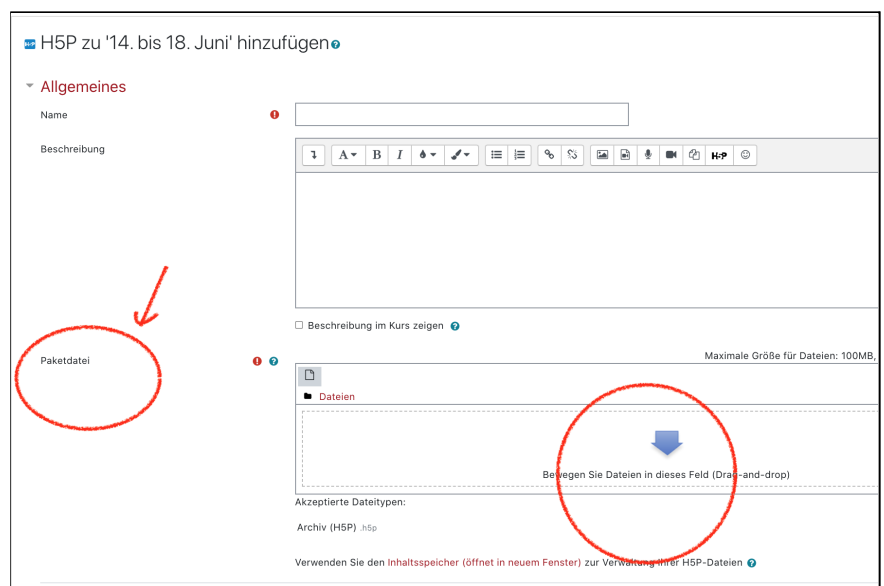 H5P zu '14. bis 18. Juni' hinzufügen
Allgemeines
Name
Beschreibung
A B I H5P
Beschreibung im Kurs zeigen
Maximale Größe für Dateien: 100MB,
Paketdatei
Dateien
Bewegen Sie Dateien in dieses Feld (Drag-and-drop)
Akzeptierte Dateitypen:
Archiv (H5P) .h5p
Verwenden Sie den Inhaltsspeicher (öffnet in neuem Fenster) zur Verwaltung Ihrer H5P-Dateien